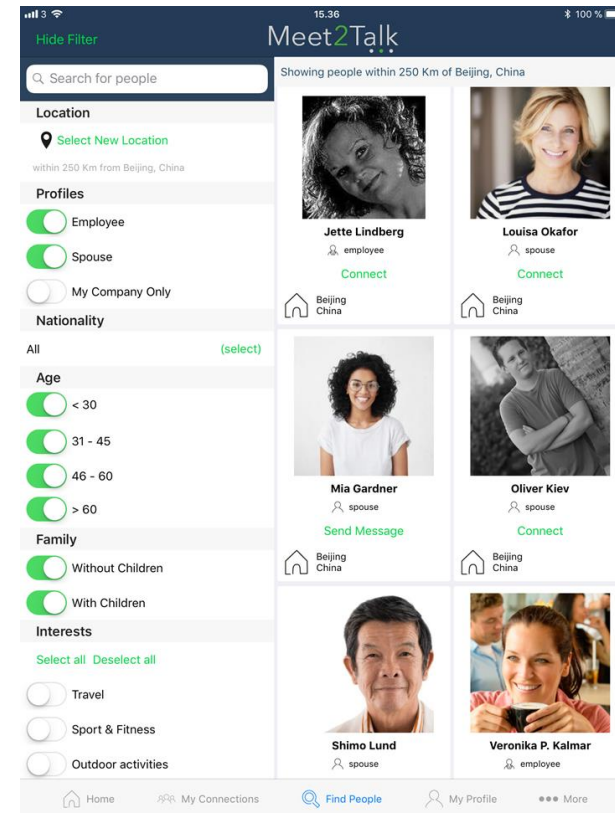 3
15.36
100 %
Hide Filter
Meet2Talk
Search for people
Location
Select New Location
within 250 Km from Beijing, China
Profiles
Employee
Spouse
My Company Only
Nationality
All
(select)
Age
< 30
31 - 45
46 - 60
> 60
Family
Without Children
With Children
Interests
Select all Deselect all
Travel
Sport & Fitness
Outdoor activities
Showing people within 250 Km of Beijing, China
Jette Lindberg
employee
Connect
Beijing
China
Louisa Okafor
spouse
Connect
Beijing
China
Mia Gardner
spouse
Send Message
Beijing
China
Oliver Kiev
spouse
Connect
Beijing
China
Shimo Lund
spouse
Veronika P. Kalmar
employee
Home
My Connections
Find People
My Profile
More